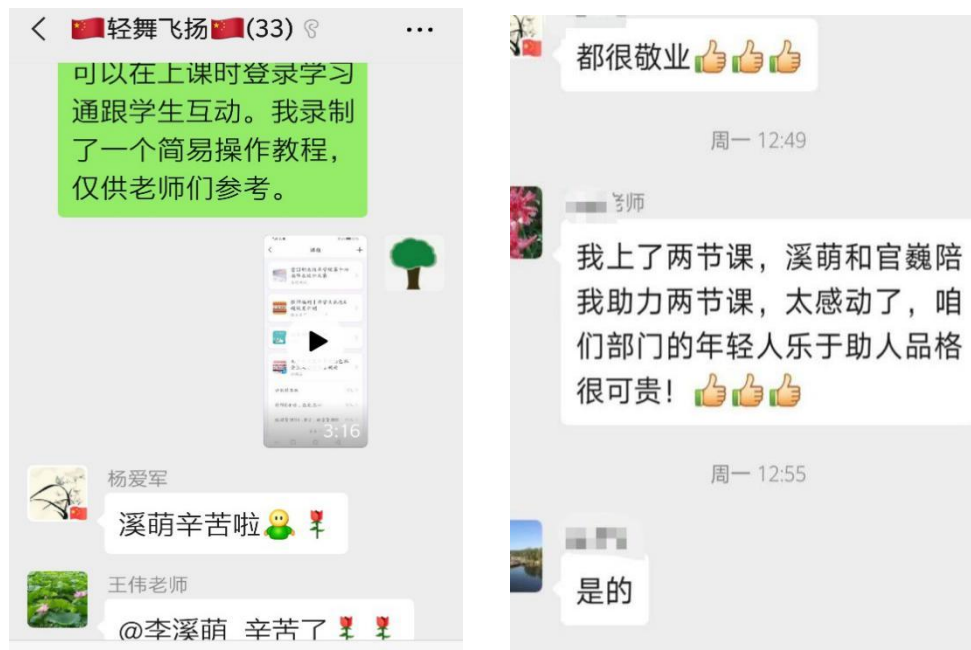 轻舞飞扬(33)
可以在上课时登录学习
通跟学生互动。我录制
了一个简易操作教程，
仅供老师们参考。
3:16
杨爱军
溪萌辛苦啦
王伟老师
@李溪萌 辛苦了
都很敬业
周一 12:49
老师
我上了两节课，溪萌和官巍陪
我助力两节课，太感动了，咱
们部门的年轻人乐于助人品格
很可贵！
周一 12:55
是的